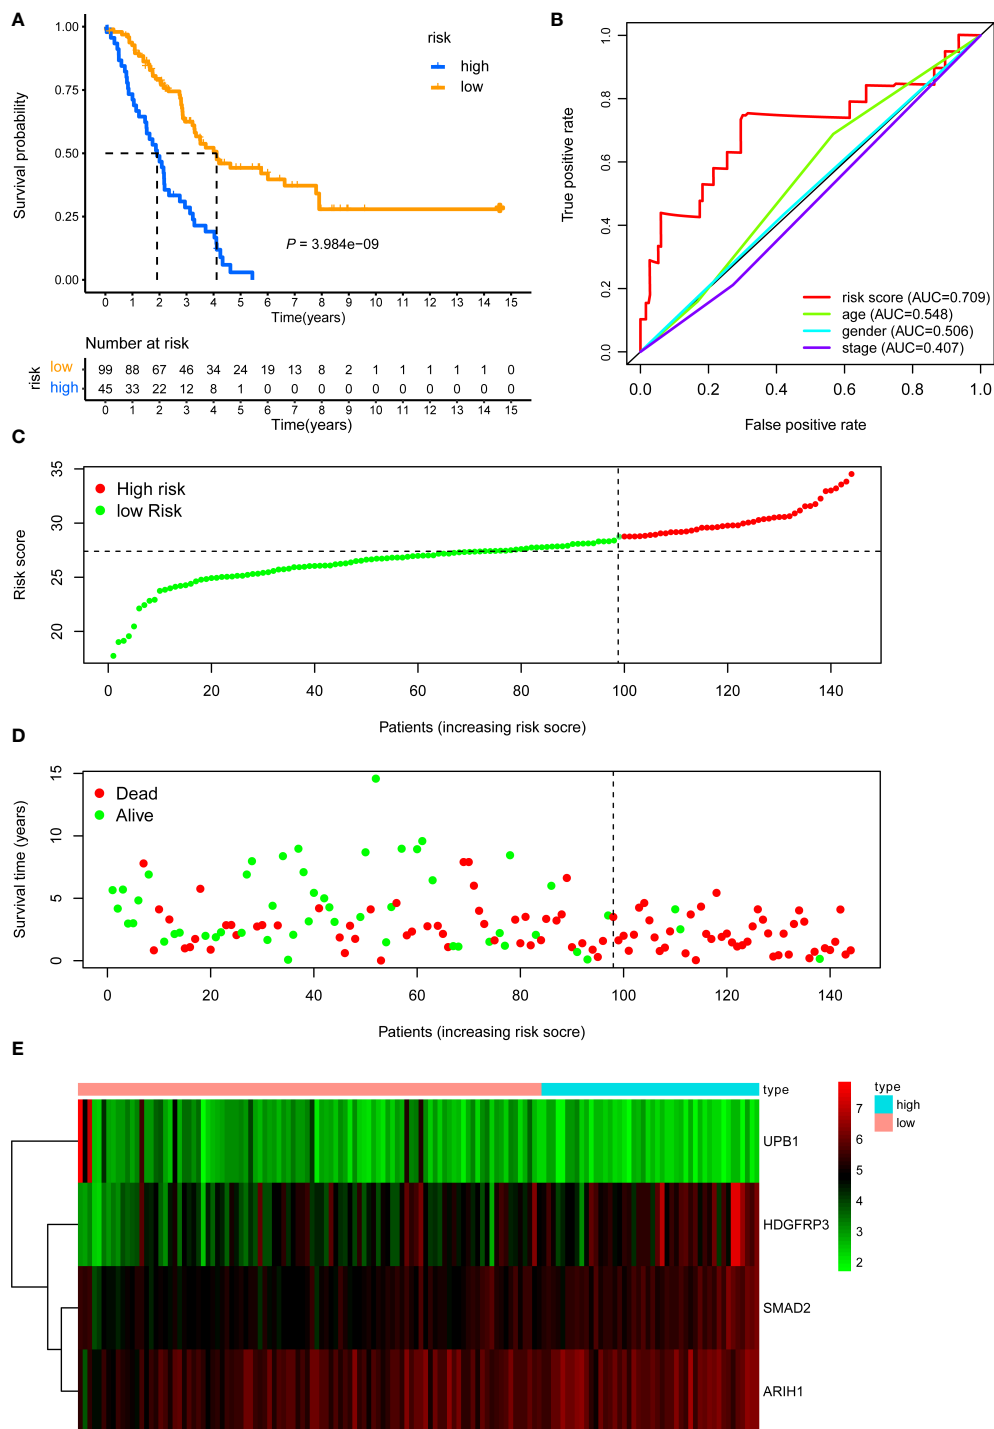 A
1.00
0.75
0.50
0.25
0.00
Survival probability
risk
high
low
P = 3.984e−09
0 1 2 3 4 5 6 7 8 9 10 11 12 13 14 15
Time(years)
Number at risk
risk
low 99 88 67 46 34 24 19 13 8 2 1 1 1 1 1 0
high 45 33 22 12 8 1 0 0 0 0 0 0 0 0 0 0
0 1 2 3 4 5 6 7 8 9 10 11 12 13 14 15
Time(years)
B
True positive rate
1.0
0.8
0.6
0.4
0.2
0.0
risk score (AUC=0.709)
age (AUC=0.548)
gender (AUC=0.506)
stage (AUC=0.407)
0.0 0.2 0.4 0.6 0.8 1.0
False positive rate
C
Risk score
35
30
25
20
High risk
low Risk
0 20 40 60 80 100 120 140
Patients (increasing risk socre)
D
Survival time (years)
15
10
5
0
Dead
Alive
0 20 40 60 80 100 120 140
Patients (increasing risk socre)
E
type
UPB1
HDGFRP3
SMAD2
ARIH1
7
6
5
4
3
2
type
high
low